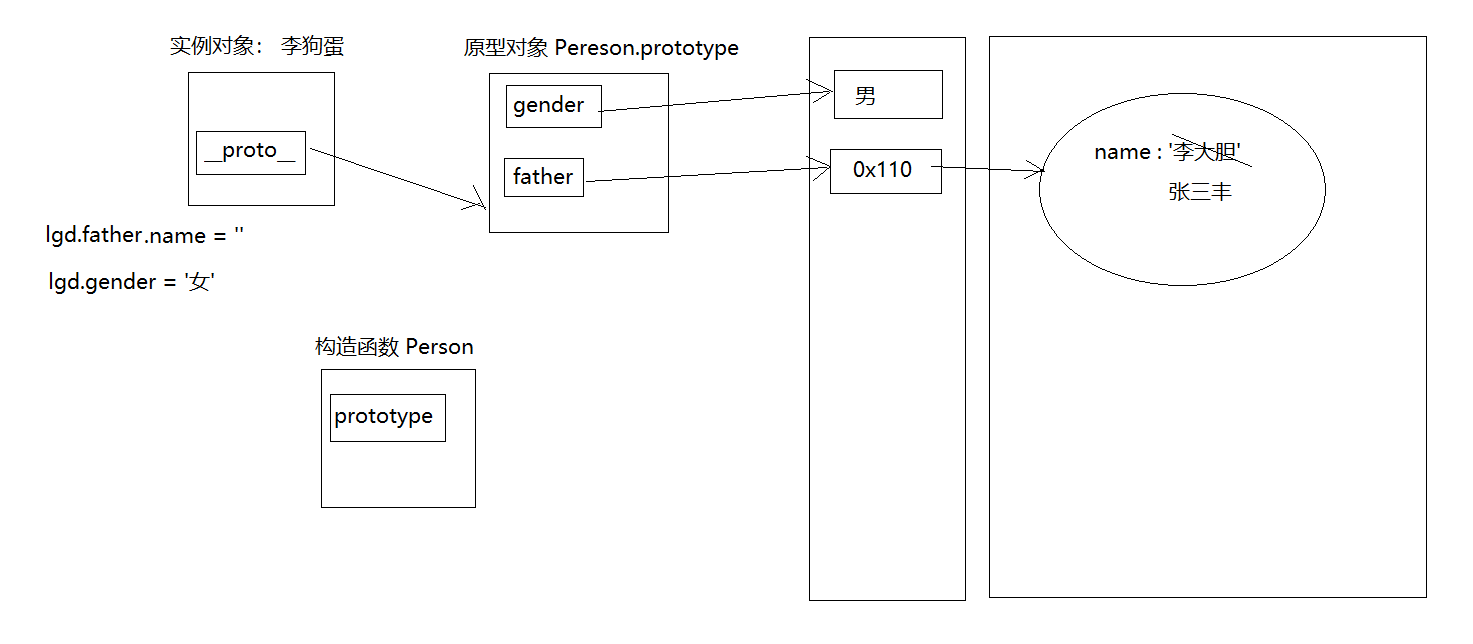 实例对象： 李狗蛋
__proto__
lgd.father.name = ''
lgd.gender = '女'
原型对象 Pereson.prototype
gender
father
男
0x110
name : '李大胆'
张三丰
构造函数 Person
prototype